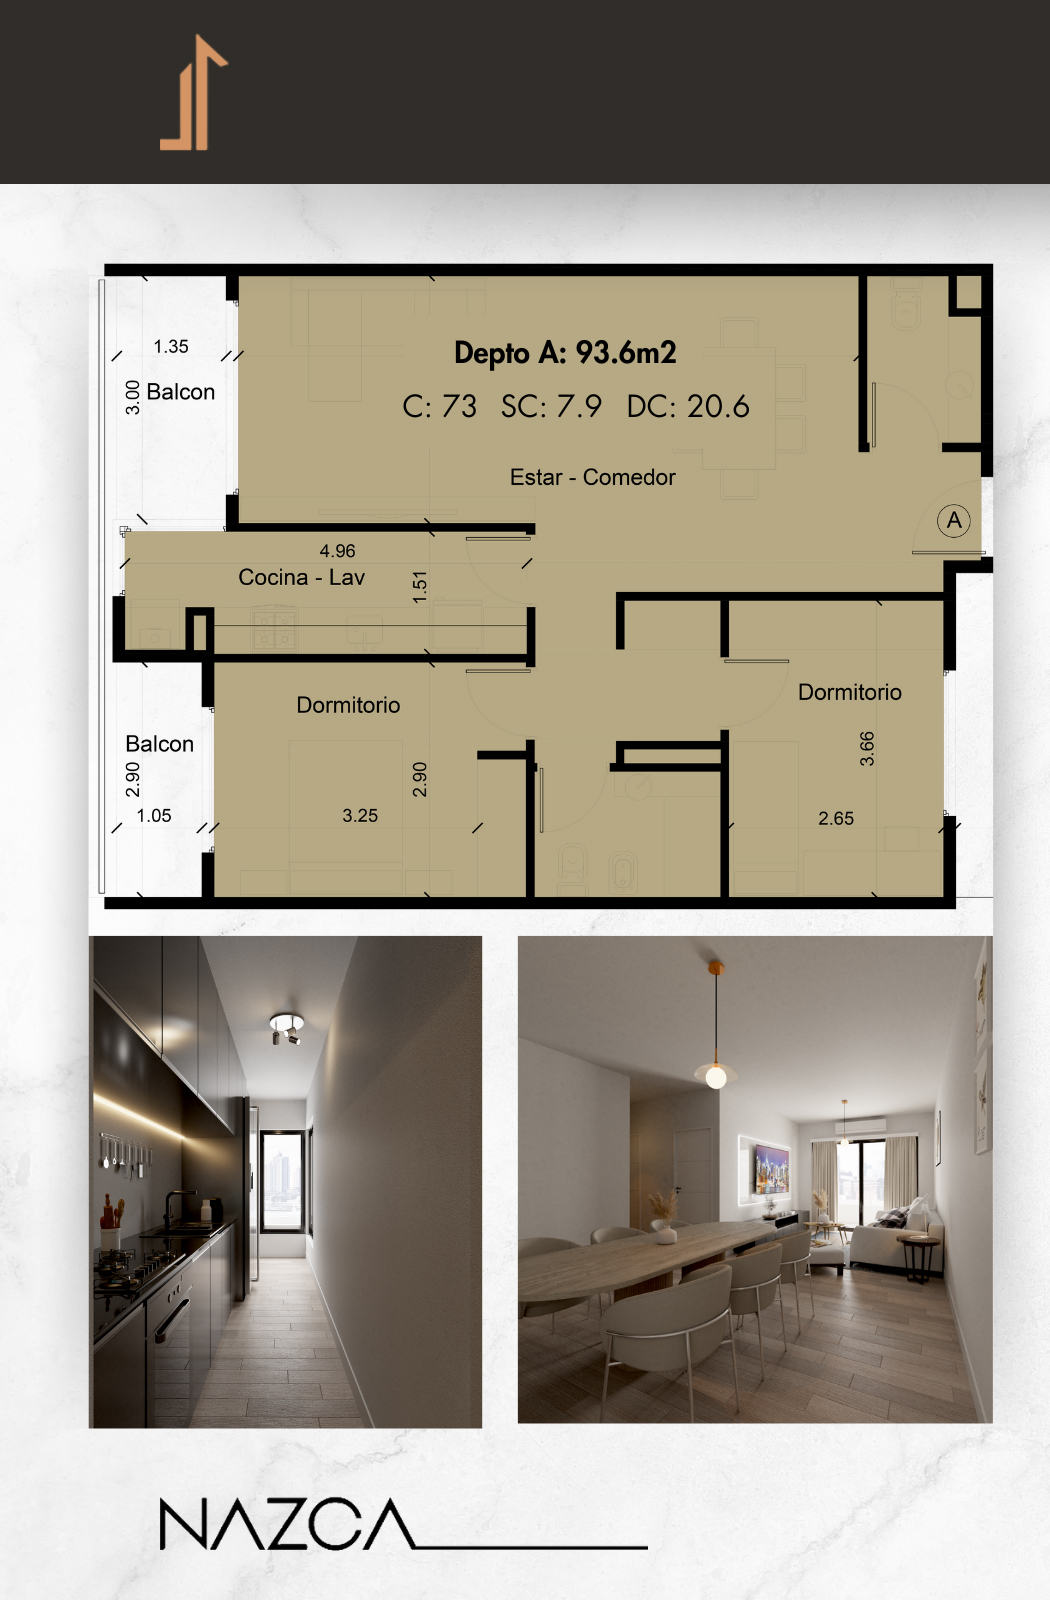 Depto A: 93.6m2
C: 73 SC: 7.9 DC: 20.6
1.35
3.00
Balcon
Estar - Comedor
A
4.96
Cocina - Lav
1.51
Dormitorio
Dormitorio
Balcon
2.90
1.05
2.90
3.25
3.66
2.65
NAZCA